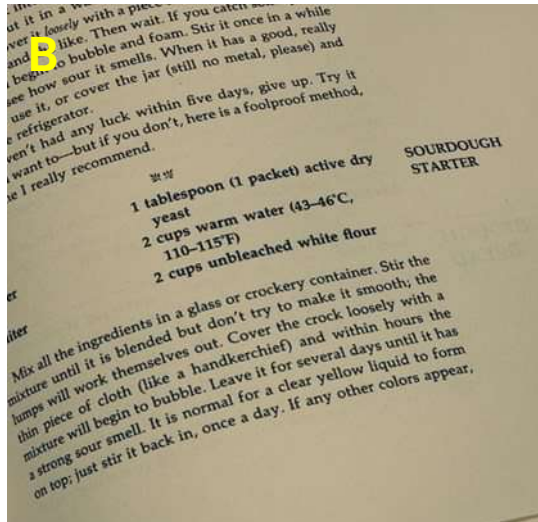 B
ut it in a w
ver it loosely with a piece
and like. Then wait. If you catch
begin to bubble and foam. Stir it once in a while
see how sour it smells. When it has a good, really
use it, or cover the jar (still no metal, please) and
refrigerator.
ven't had any luck within five days, give up. Try it
want to—but if you don't, here is a foolproof method,
ne I really recommend.
SOURDOUGH
STARTER
1 tablespoon (1 packet) active dry
yeast
2 cups warm water (43–46°C,
110–115°F)
2 cups unbleached white flour
er
liter
Mix all the ingredients in a glass or crockery container. Stir the
mixture until it is blended but don't try to make it smooth; the
lumps will work themselves out. Cover the crock loosely with a
thin piece of cloth (like a handkerchief) and within hours the
mixture will begin to bubble. Leave it for several days until it has
a strong sour smell. It is normal for a clear yellow liquid to form
on top; just stir it back in, once a day. If any other colors appear,